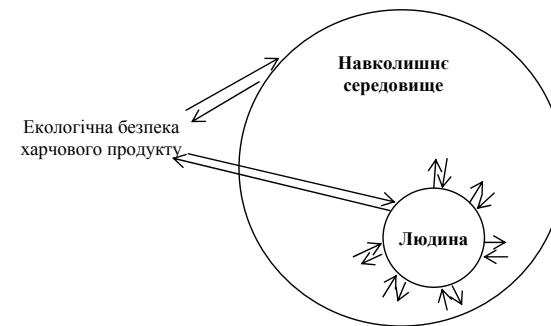 Навколишнє
середовище
Екологічна безпека
харчового продукту
Людина